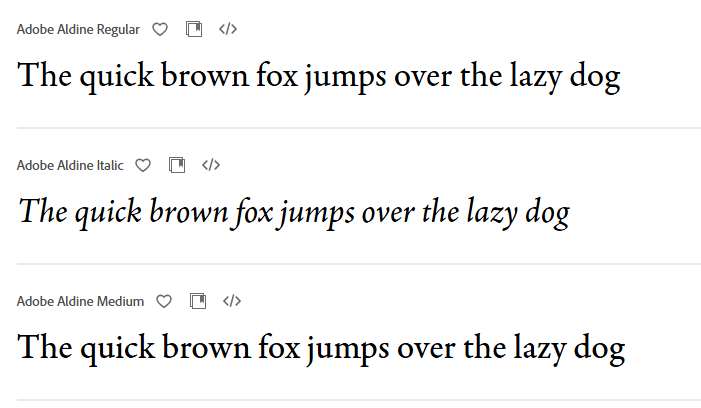 Adobe Aldine Regular
The quick brown fox jumps over the lazy dog
Adobe Aldine Italic
The quick brown fox jumps over the lazy dog
Adobe Aldine Medium
The quick brown fox jumps over the lazy dog